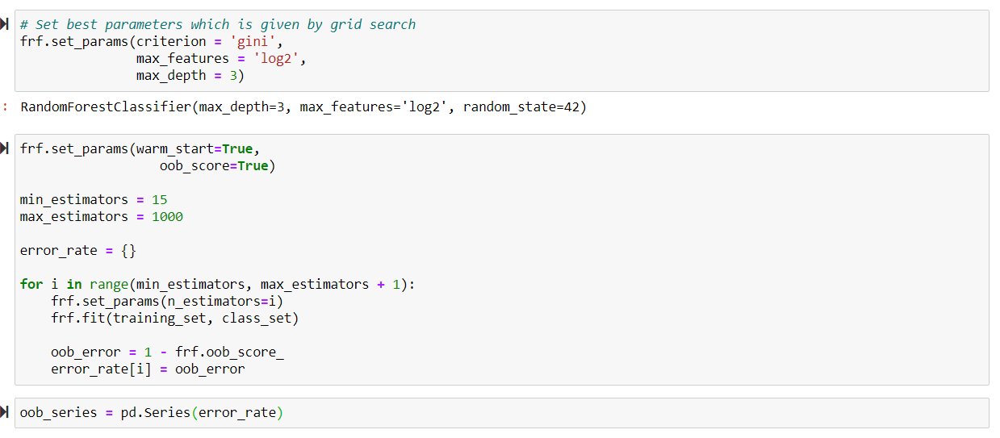 # Set best parameters which is given by grid search
frf.set_params(criterion = 'gini',
               max_features = 'log2',
               max_depth = 3)
: RandomForestClassifier(max_depth=3, max_features='log2', random_state=42)
frf.set_params(warm_start=True,
                  oob_score=True)
min_estimators = 15
max_estimators = 1000
error_rate = {}
for i in range(min_estimators, max_estimators + 1):
    frf.set_params(n_estimators=i)
    frf.fit(training_set, class_set)
    oob_error = 1 - frf.oob_score_
    error_rate[i] = oob_error
oob_series = pd.Series(error_rate)